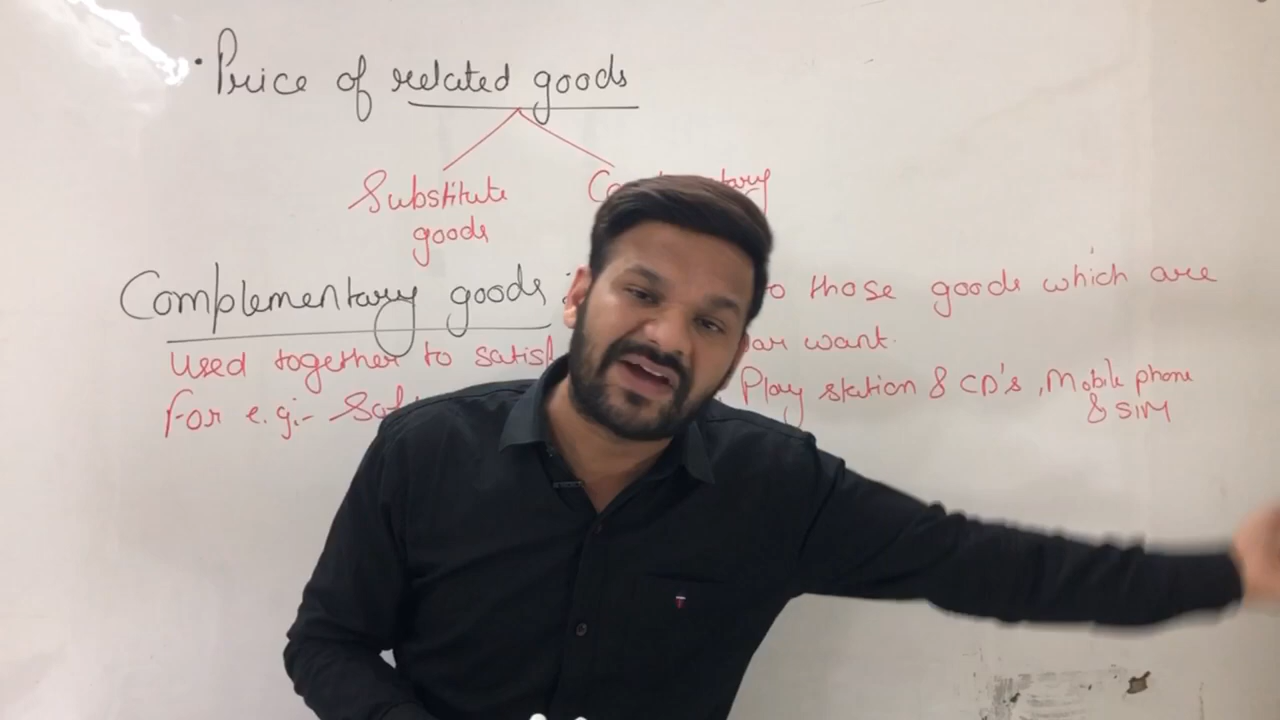 · Price of related goods
Substitute
goods
Complementary goods : to those goods which are
used together to satisf ar want.
For e.g:- Play station & CD's , Mobile phone
& SIM